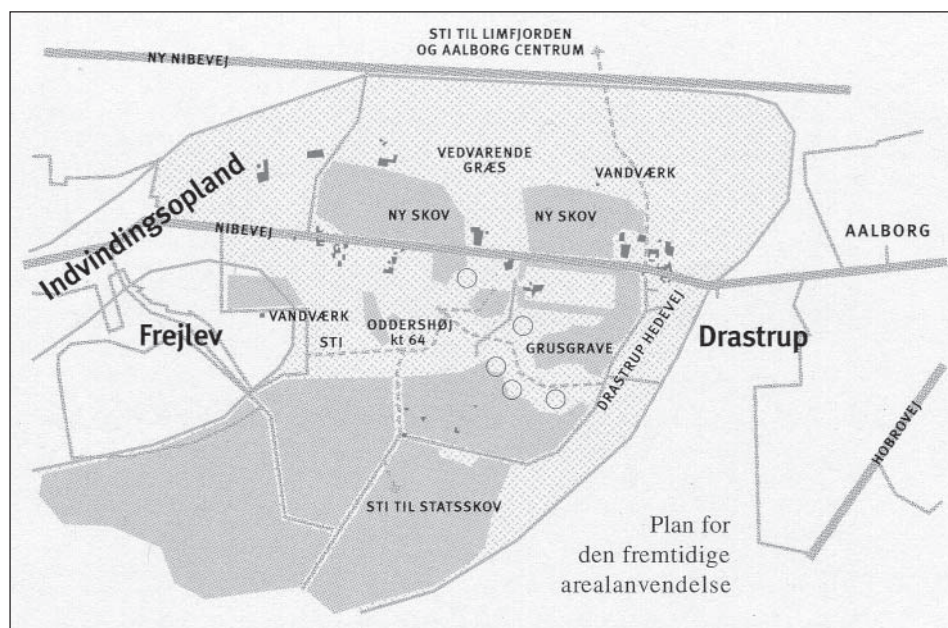 STI TIL LIMFJORDEN
OG AALBORG CENTRUM
NY NIBEVEJ
VEDVARENDE
GRÆS
VANDVÆRK
Indvindingsopland
NY SKOV
NY SKOV
NIBEVEJ
AALBORG
VANDVÆRK
Frejlev
STI
ODDERSHØJ
kt 64
GRUSGRAVE
DRASTRUP HEDEVEJ
Drastrup
HOBROVEJ
STI TIL STATSSKOV
Plan for
den fremtidige
arealanvendelse